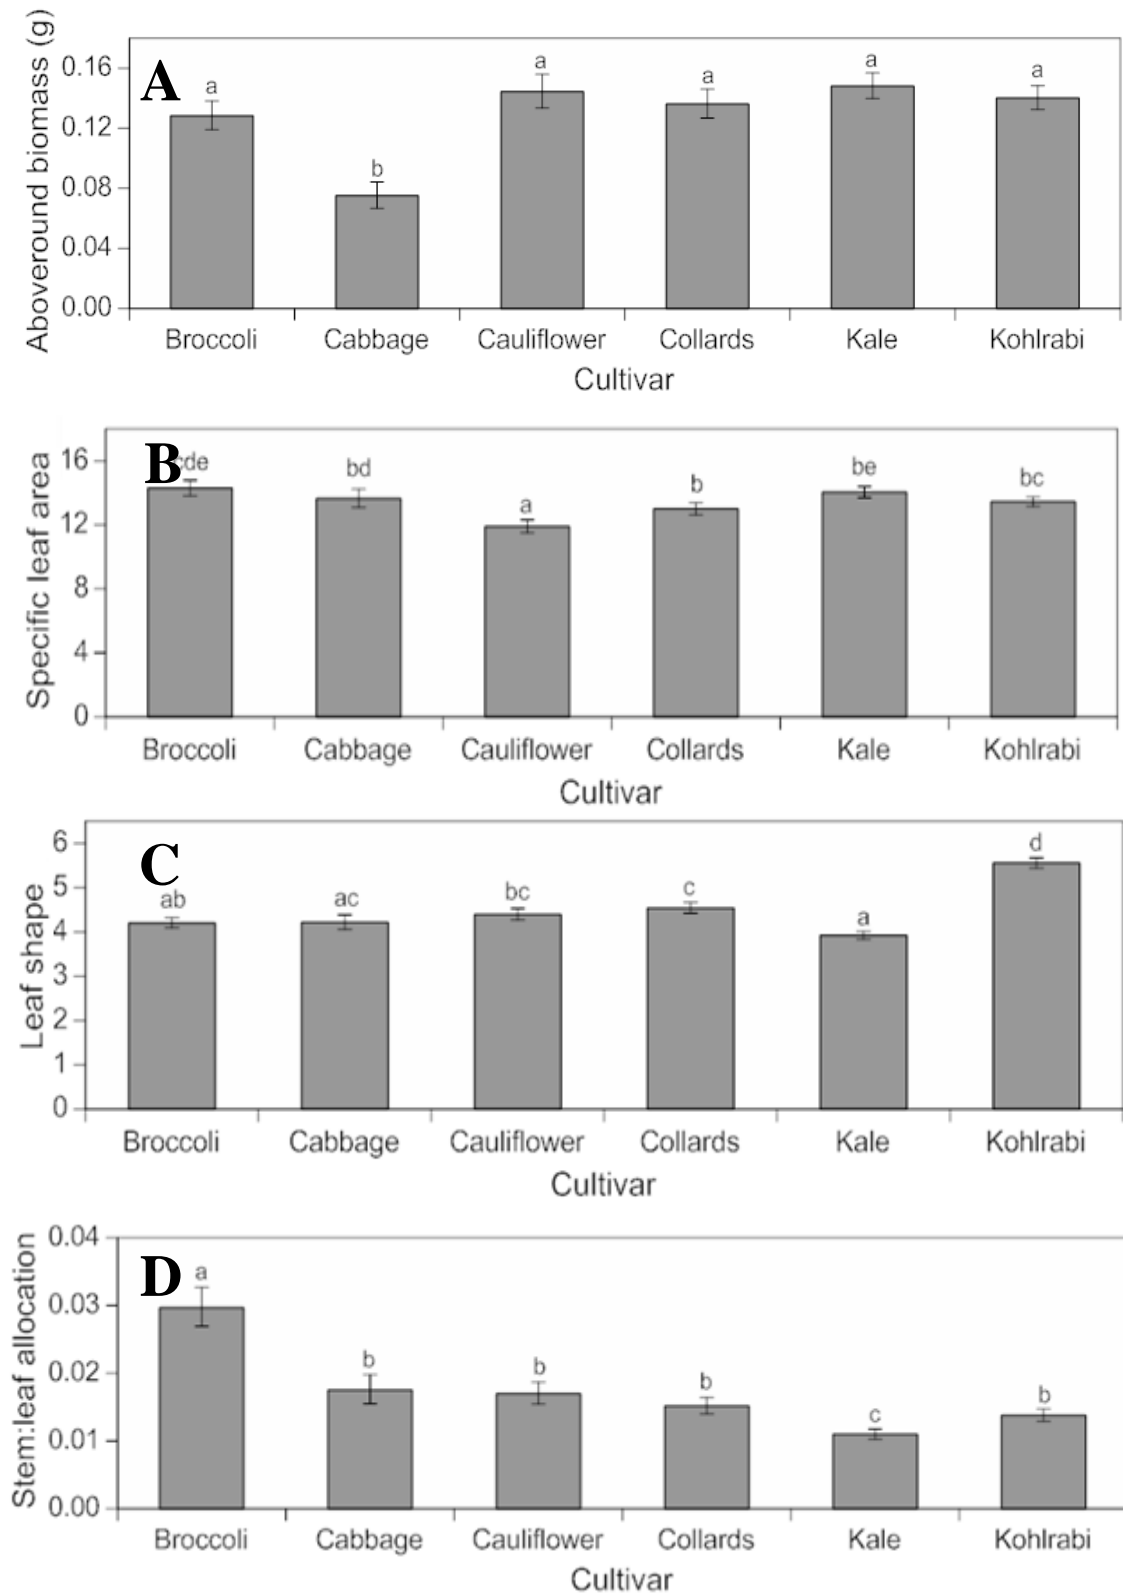 Aboveround biomass (g)
A
0.16
0.12
0.08
0.04
0.00
a
b
a
a
a
a
Broccoli Cabbage Cauliflower Collards Kale Kohlrabi
Cultivar
Specific leaf area
B
16
12
8
4
0
cde
bd
a
b
be
bc
Broccoli Cabbage Cauliflower Collards Kale Kohlrabi
Cultivar
Leaf shape
C
6
5
4
3
2
1
0
ab
ac
bc
c
a
d
Broccoli Cabbage Cauliflower Collards Kale Kohlrabi
Cultivar
Stem:leaf allocation
D
0.04
0.03
0.02
0.01
0.00
a
b
b
b
c
b
Broccoli Cabbage Cauliflower Collards Kale Kohlrabi
Cultivar